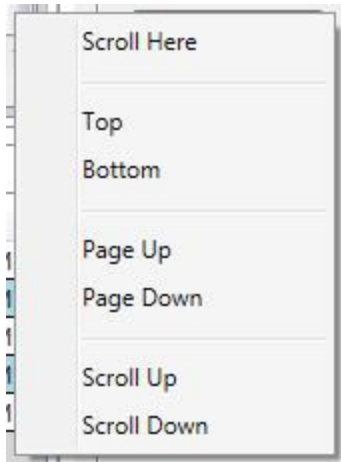 Scroll Here
Top
Bottom
Page Up
Page Down
Scroll Up
Scroll Down